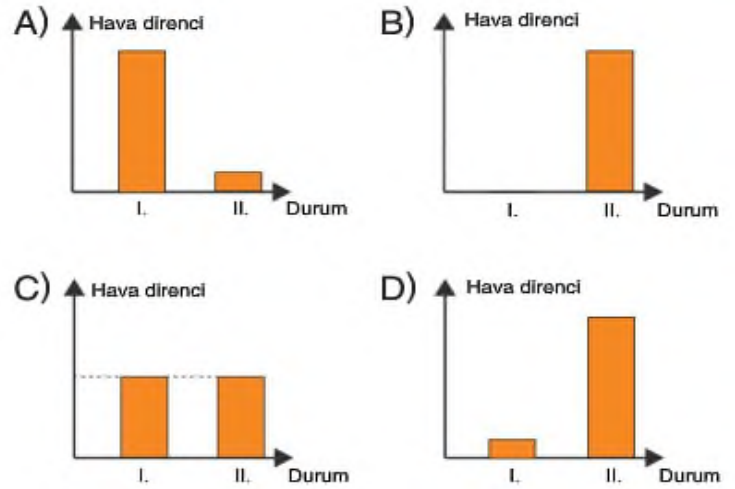 A) Hava direnci
I. II. Durum
B) Hava direnci
I. II. Durum
C) Hava direnci
I. II. Durum
D) Hava direnci
I. II. Durum